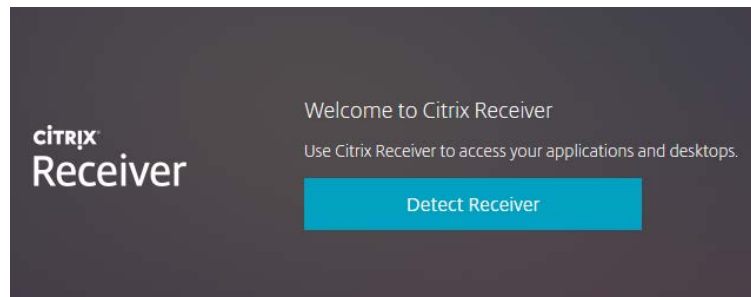 Welcome to Citrix Receiver
CiTRIX
Receiver
Use Citrix Receiver to access your applications and desktops.
Detect Receiver